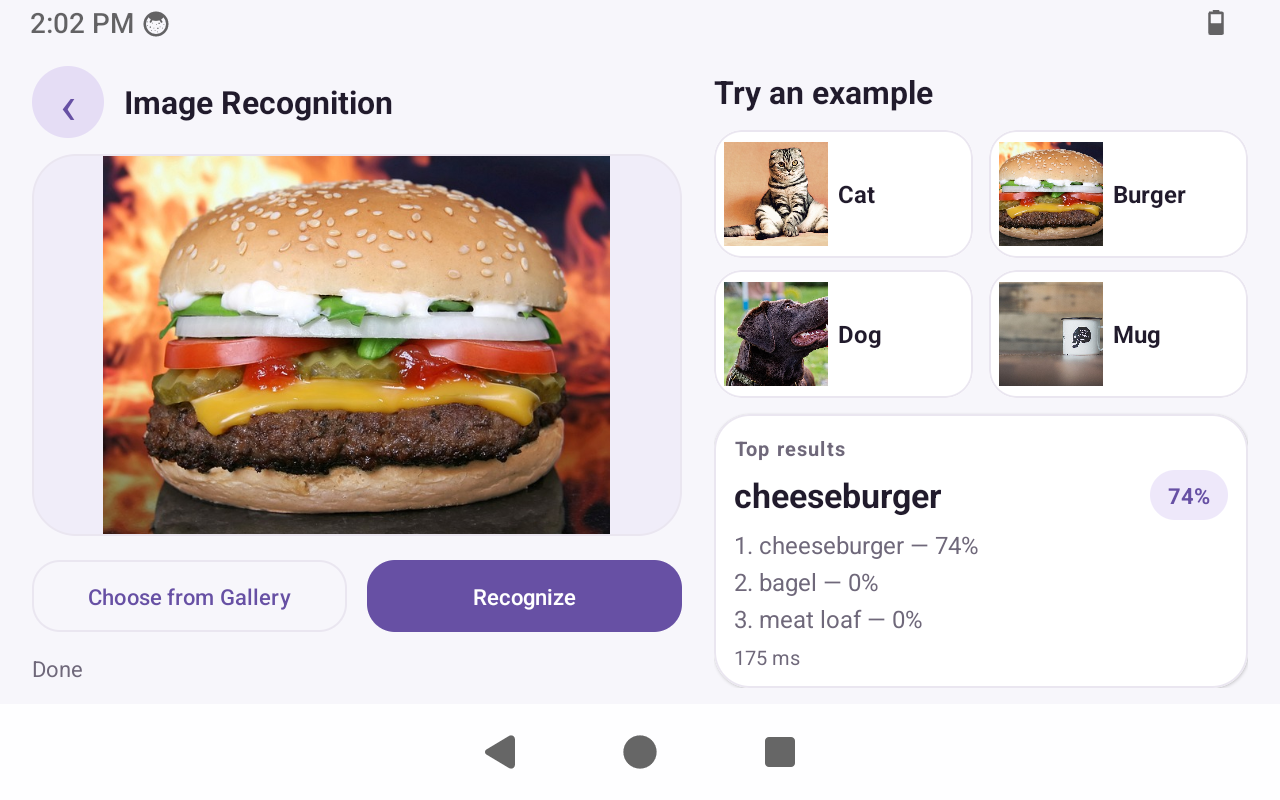 2:02 PM
Image Recognition
Choose from Gallery
Recognize
Done
Try an example
Cat
Burger
Dog
Mug
Top results
cheeseburger
74%
1. cheeseburger — 74%
2. bagel — 0%
3. meat loaf — 0%
175 ms